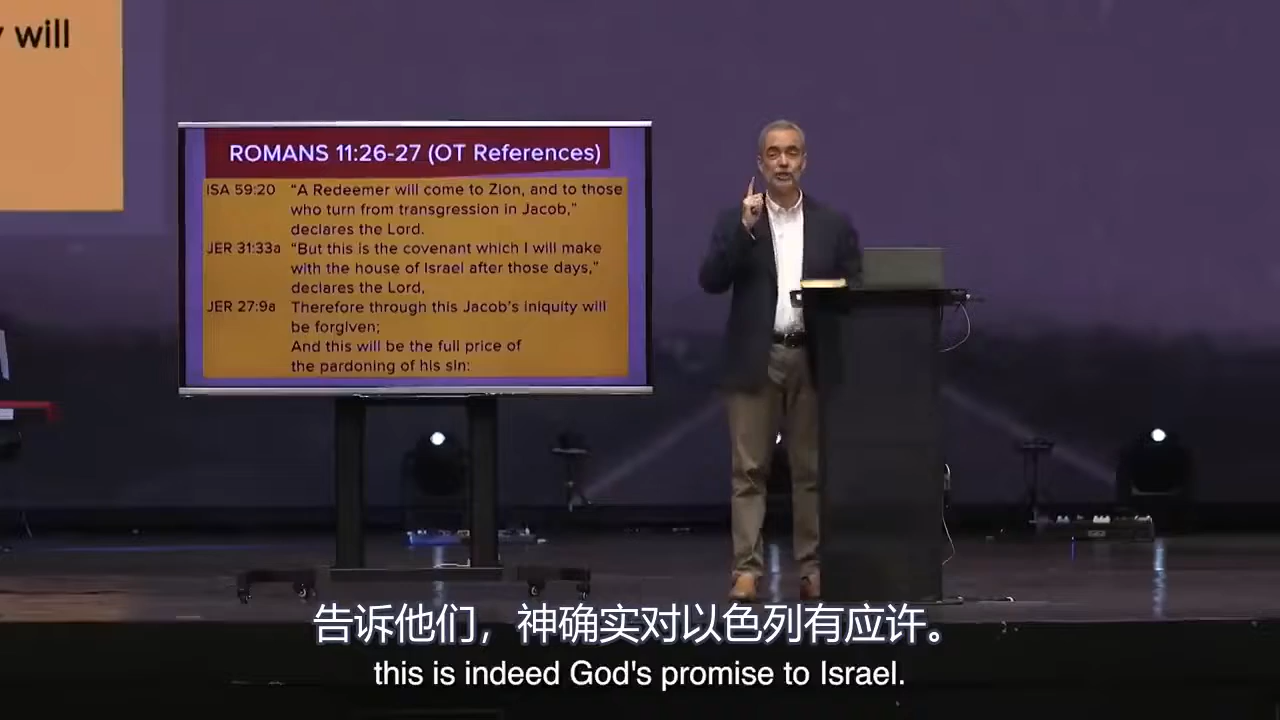 will
ROMANS 11:26-27 (OT References)
ISA 59:20 “A Redeemer will come to Zion, and to those
who turn from transgression in Jacob,”
declares the Lord.
JER 31:33a “But this is the covenant which I will make
with the house of Israel after those days,”
declares the Lord,
JER 27:9a Therefore through this Jacob’s iniquity will
be forgiven;
And this will be the full price of
the pardoning of his sin:
告诉他们，神确实对以色列有应许。
this is indeed God's promise to Israel.